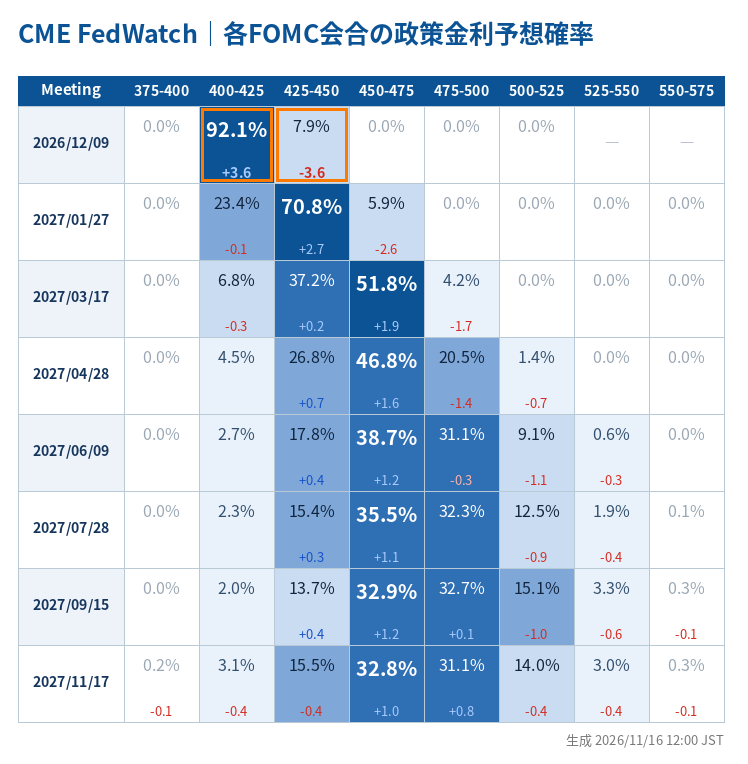 CME FedWatch｜各FOMC会合の政策金利予想確率
Meeting 375-400 400-425 425-450 450-475 475-500 500-525 525-550 550-575
2026/12/09 0.0% 92.1% 7.9% 0.0% 0.0% 0.0% — —
+3.6 -3.6
2027/01/27 0.0% 23.4% 70.8% 5.9% 0.0% 0.0% 0.0% 0.0%
-0.1 +2.7 -2.6
2027/03/17 0.0% 6.8% 37.2% 51.8% 4.2% 0.0% 0.0% 0.0%
-0.3 +0.2 +1.9 -1.7
2027/04/28 0.0% 4.5% 26.8% 46.8% 20.5% 1.4% 0.0% 0.0%
+0.7 +1.6 -1.4 -0.7
2027/06/09 0.0% 2.7% 17.8% 38.7% 31.1% 9.1% 0.6% 0.0%
+0.4 +1.2 -0.3 -1.1 -0.3
2027/07/28 0.0% 2.3% 15.4% 35.5% 32.3% 12.5% 1.9% 0.1%
+0.3 +1.1 -0.9 -0.4
2027/09/15 0.0% 2.0% 13.7% 32.9% 32.7% 15.1% 3.3% 0.3%
+0.4 +1.2 +0.1 -1.0 -0.6 -0.1
2027/11/17 0.2% 3.1% 15.5% 32.8% 31.1% 14.0% 3.0% 0.3%
-0.1 -0.4 -0.4 +1.0 +0.8 -0.4 -0.4 -0.1
生成 2026/11/16 12:00 JST